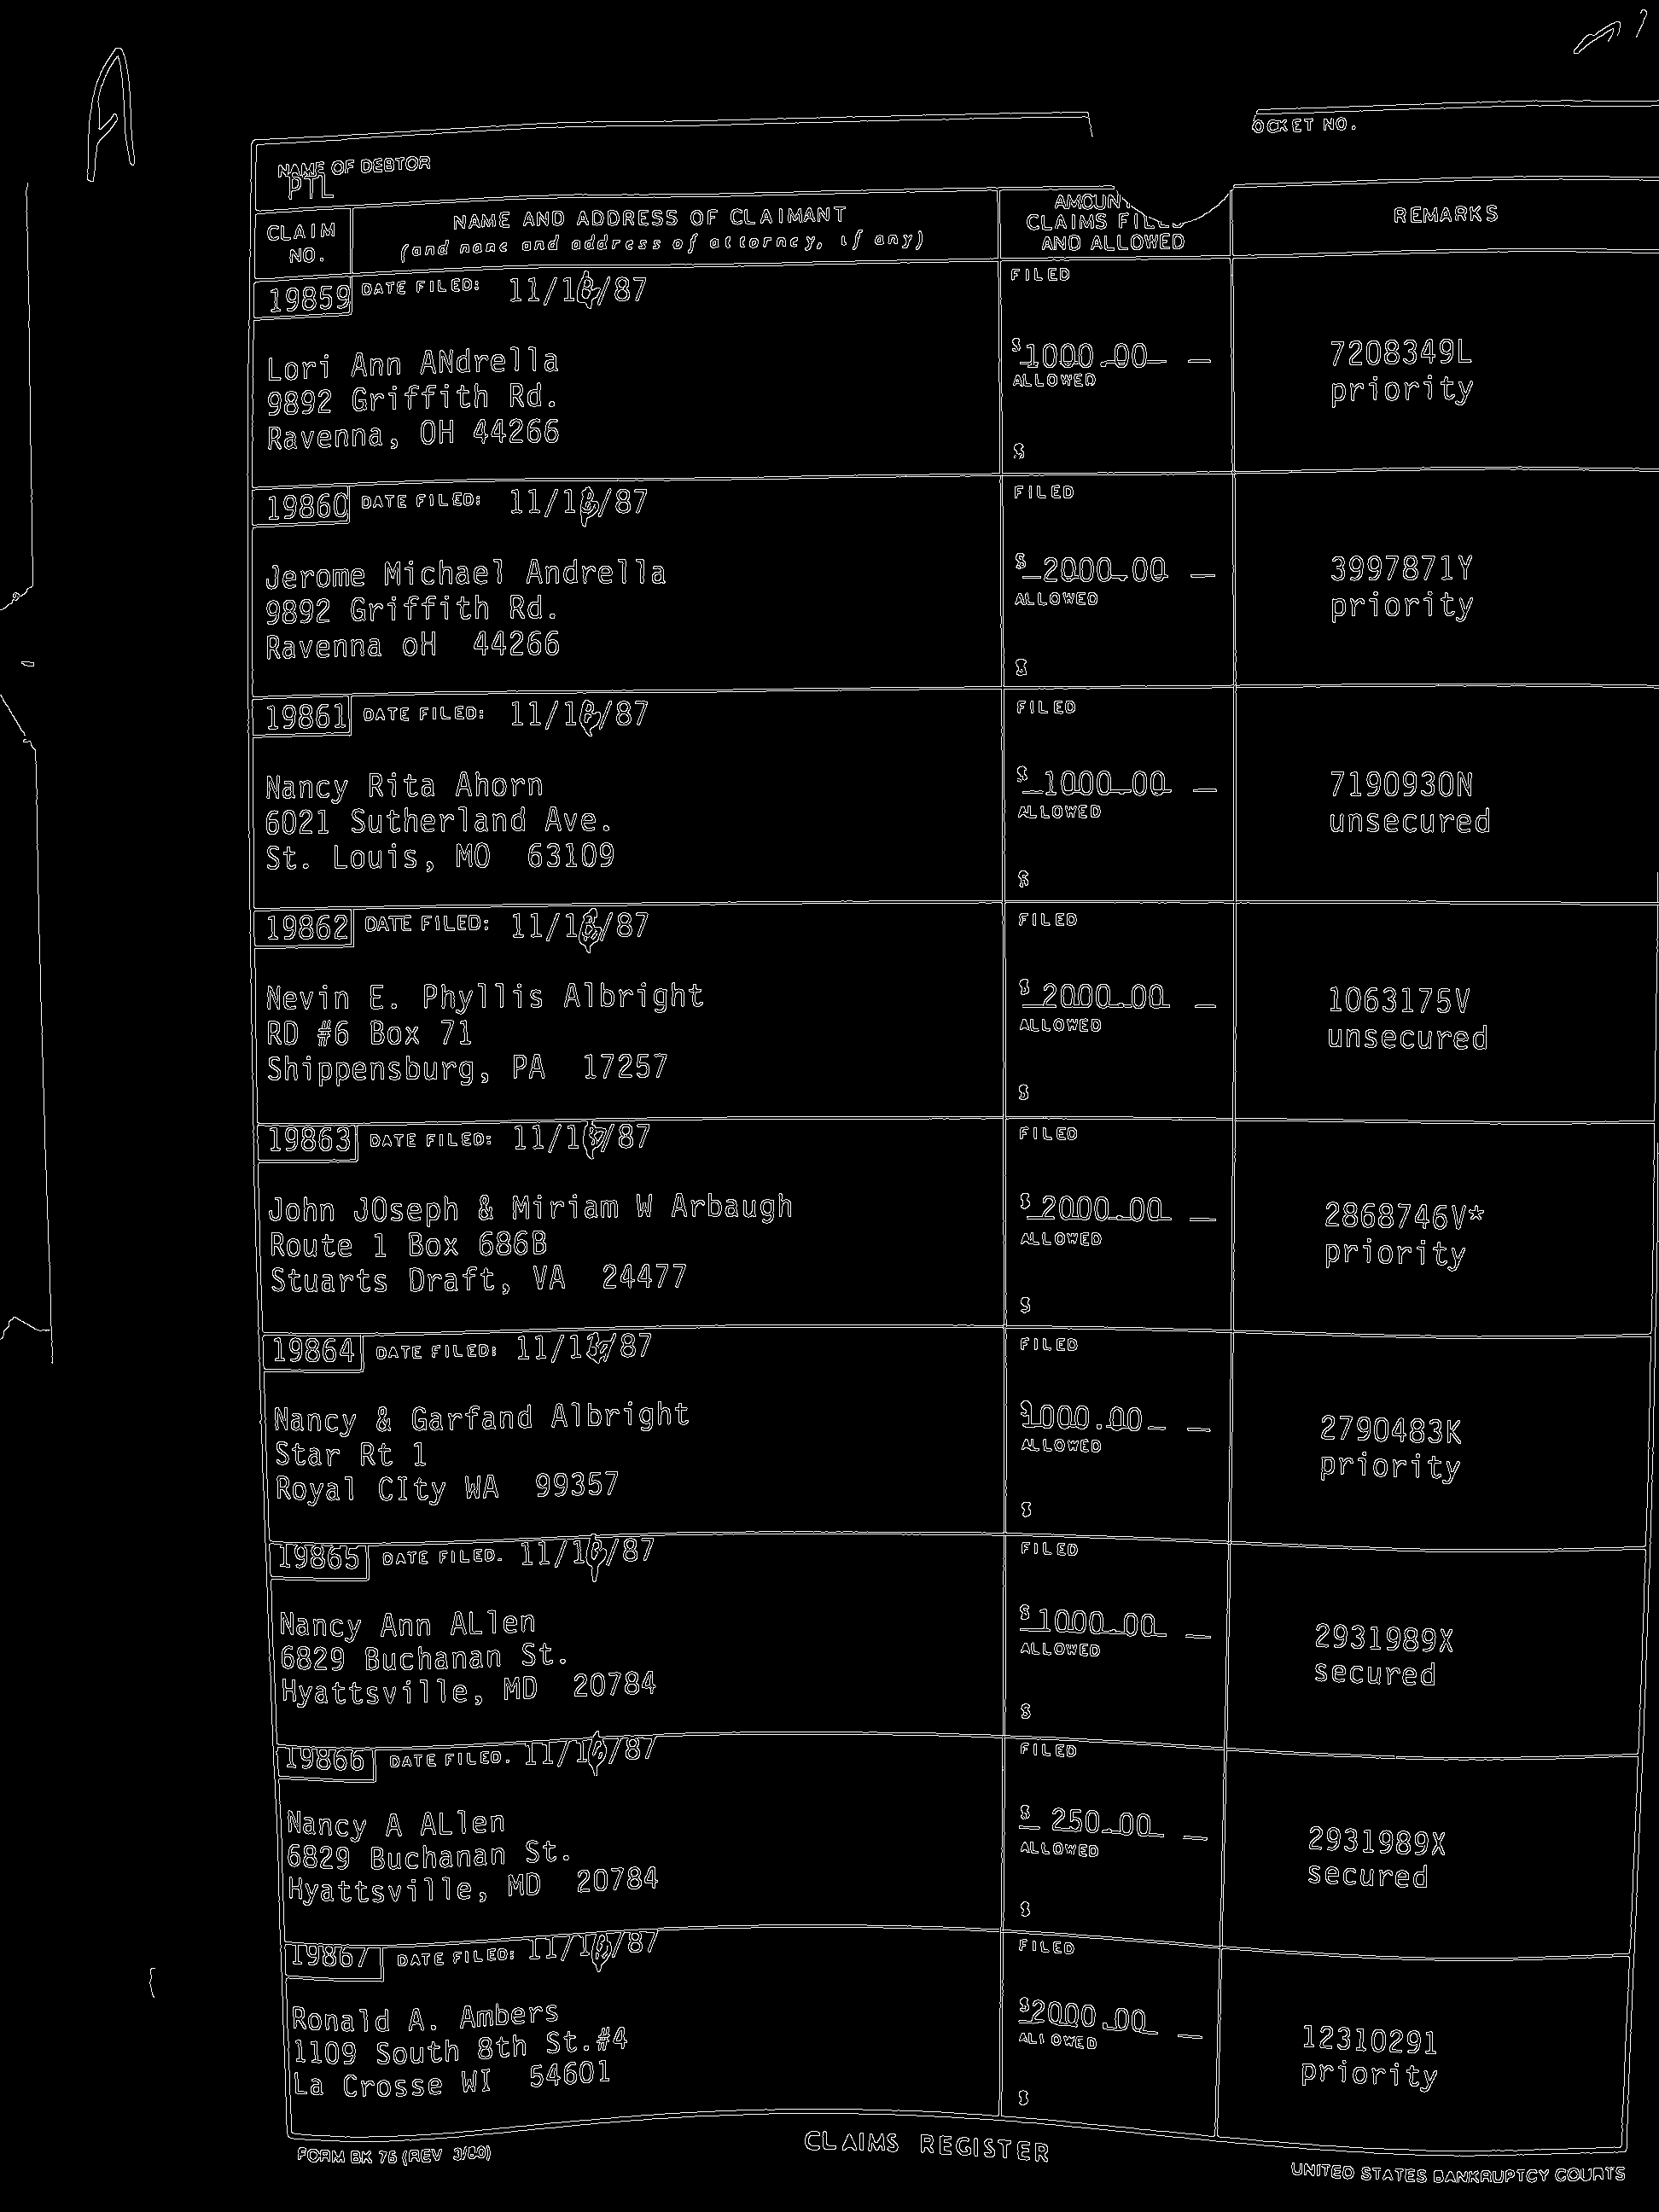 A
OCKET NO.
NAME OF DEBTOR
PTL
CLAIM NO.
NAME AND ADDRESS OF CLAIMANT
(and name and address of attorney, if any)
AMOUN
CLAIMS FILED
AND ALLOWED
REMARKS
19859 DATE FILED: 11/18/87 FILED
Lori Ann ANdrella $1000.00 7208349L
9892 Griffith Rd. ALLOWED priority
Ravenna, OH 44266
$
19860 DATE FILED: 11/18/87 FILED
Jerome Michael Andrella $ 2000.00 3997871Y
9892 Griffith Rd. ALLOWED priority
Ravenna oH 44266
$
19861 DATE FILED: 11/18/87 FILED
Nancy Rita Ahorn $ 1000.00 7190930N
6021 Sutherland Ave. ALLOWED unsecured
St. Louis, MO 63109
$
19862 DATE FILED: 11/18/87 FILED
Nevin E. Phyllis Albright $ 2000.00 1063175V
RD #6 Box 71 ALLOWED unsecured
Shippensburg, PA 17257
$
19863 DATE FILED: 11/18/87 FILED
John JOseph & Miriam W Arbaugh $ 2000.00 2868746V*
Route 1 Box 686B ALLOWED priority
Stuarts Draft, VA 24477
$
19864 DATE FILED: 11/18/87 FILED
Nancy & Garfand Albright $1000.00 2790483K
Star Rt 1 ALLOWED priority
Royal CIty WA 99357
$
19865 DATE FILED. 11/18/87 FILED
Nancy Ann ALlen $ 1000.00 2931989X
6829 Buchanan St. ALLOWED secured
Hyattsville, MD 20784
$
19866 DATE FILED. 11/18/87 FILED
Nancy A ALlen $ 250.00 2931989X
6829 Buchanan St. ALLOWED secured
Hyattsville, MD 20784
$
19867 DATE FILED: 11/18/87 FILED
Ronald A. Ambers $2000.00 12310291
1109 South 8th St.#4 ALLOWED priority
La Crosse WI 54601
$
FORM BK 76 (REV 3/80) CLAIMS REGISTER UNITED STATES BANKRUPTCY COURTS